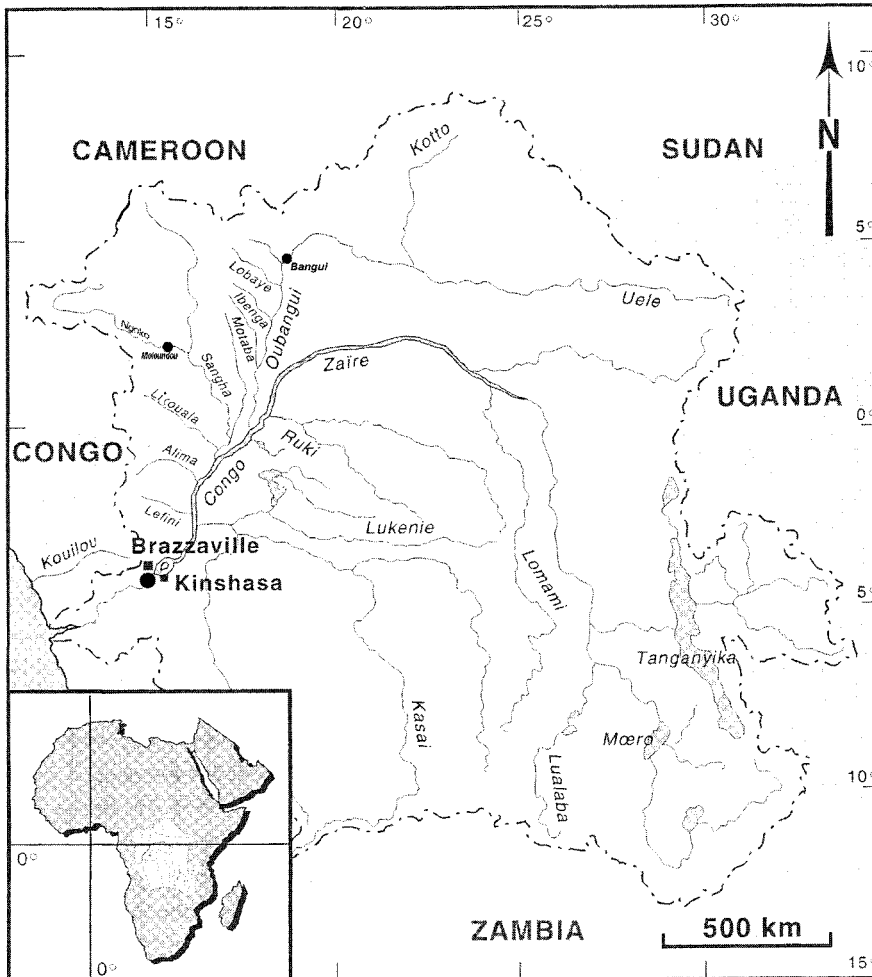 15°
20°
25°
30°
10°
N
CAMEROON
SUDAN
Kotto
5°
Bangui
Lobaye
Ibenga
Motaba
Oubangui
Uele
Ngoko
Moloundou
Sangha
Zaïre
UGANDA
Licouala
0°
CONGO
Alima
Ruki
Congo
Lefini
Lukenie
Kouilou
Brazzaville
Kinshasa
Lomami
5°
Tanganyika
Kasai
Mœro
Lualaba
10°
0°
0°
ZAMBIA
500 km
15°